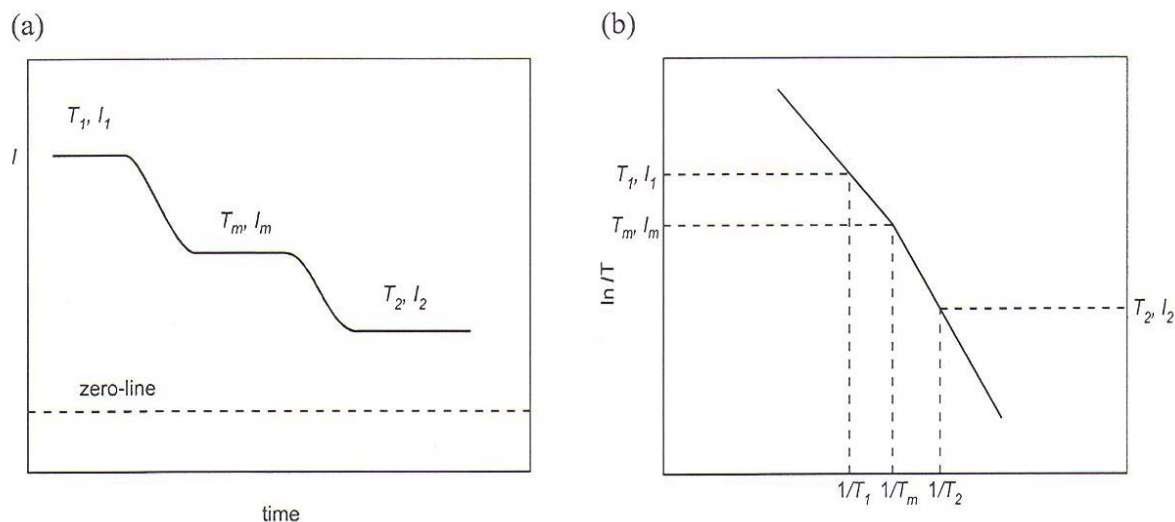 (a)
T1, I1
I
Tm, Im
T2, I2
zero-line
time
(b)
T1, I1
Tm, Im
ln IT
T2, I2
1/T1 1/Tm 1/T2